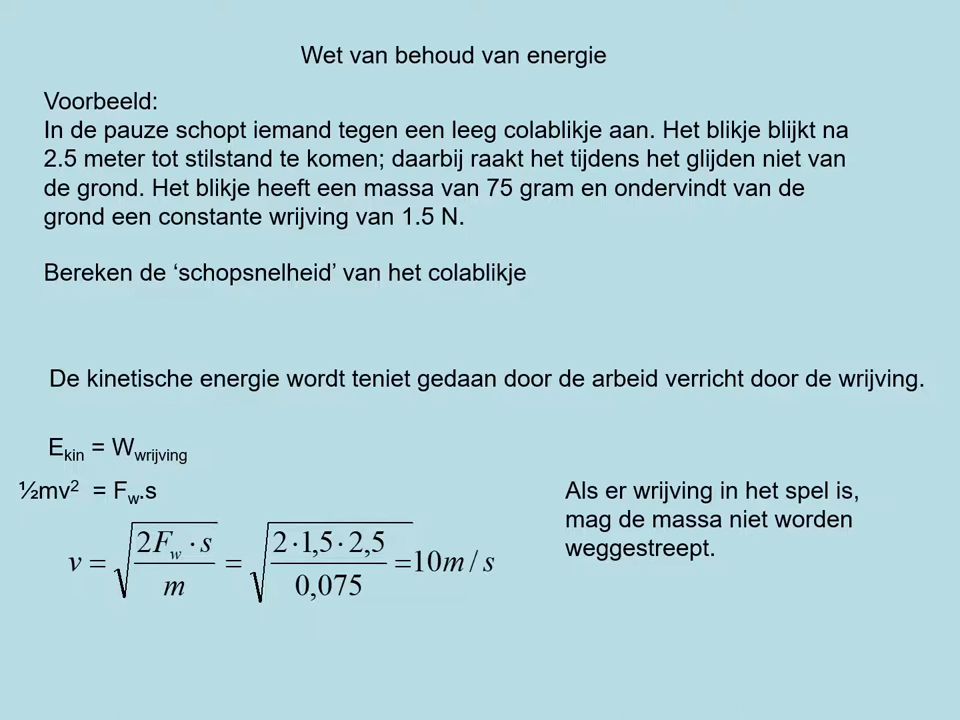 Wet van behoud van energie
Voorbeeld:
In de pauze schopt iemand tegen een leeg colablikje aan. Het blikje blijkt na
2.5 meter tot stilstand te komen; daarbij raakt het tijdens het glijden niet van
de grond. Het blikje heeft een massa van 75 gram en ondervindt van de
grond een constante wrijving van 1.5 N.
Bereken de ‘schopsnelheid’ van het colablikje
De kinetische energie wordt teniet gedaan door de arbeid verricht door de wrijving.
E_kin = W_wrijving
½mv² = F_w.s
Als er wrijving in het spel is,
mag de massa niet worden
weggestreept.
v = √(2F_w · s / m) = √(2·1,5·2,5 / 0,075) = 10m / s